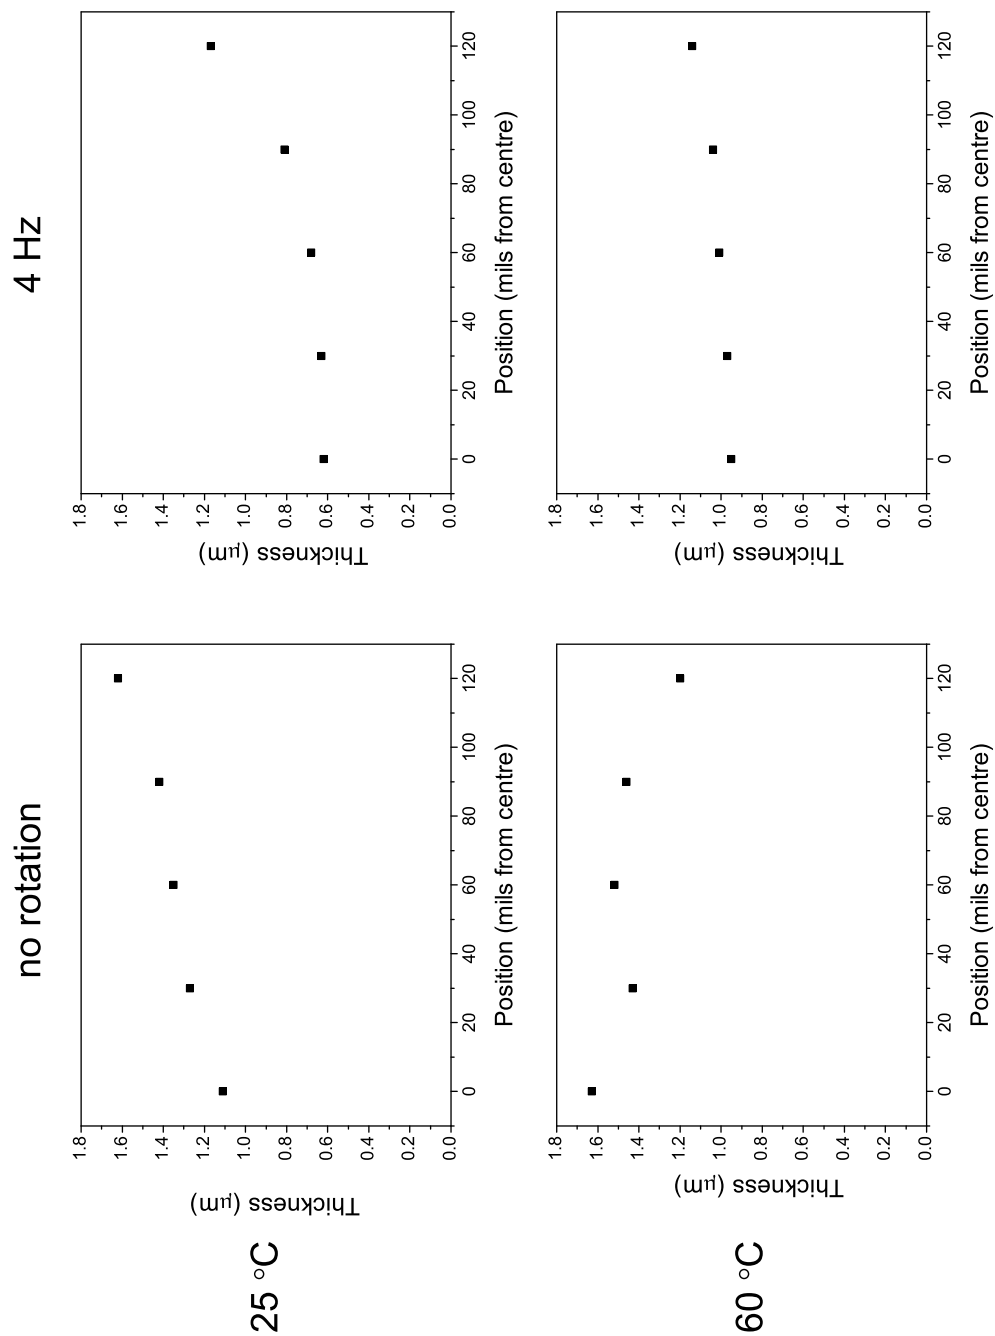 no rotation
4 Hz
25 °C
Thickness (μm)
1.8
1.6
1.4
1.2
1.0
0.8
0.6
0.4
0.2
0.0
0 20 40 60 80 100 120
Position (mils from centre)
Thickness (μm)
1.8
1.6
1.4
1.2
1.0
0.8
0.6
0.4
0.2
0.0
0 20 40 60 80 100 120
Position (mils from centre)
60 °C
Thickness (μm)
1.8
1.6
1.4
1.2
1.0
0.8
0.6
0.4
0.2
0.0
0 20 40 60 80 100 120
Position (mils from centre)
Thickness (μm)
1.8
1.6
1.4
1.2
1.0
0.8
0.6
0.4
0.2
0.0
0 20 40 60 80 100 120
Position (mils from centre)